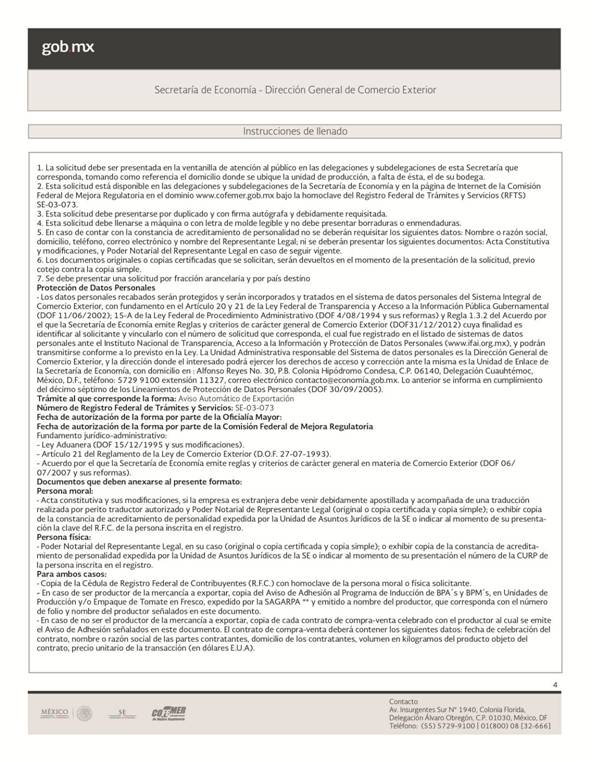 gob.mx
Secretaría de Economía - Dirección General de Comercio Exterior
Instrucciones de llenado
1. La solicitud debe ser presentada en la ventanilla de atención al público en las delegaciones y subdelegaciones de esta Secretaría que
corresponda, tomando como referencia el domicilio donde se ubique la unidad de producción, a falta de ésta, el de su bodega.
2. Esta solicitud está disponible en las delegaciones y subdelegaciones de la Secretaría de Economía y en la página de Internet de la Comisión
Federal de Mejora Regulatoria en el dominio www.cofemer.gob.mx bajo la homoclave del Registro Federal de Trámites y Servicios (RFTS)
SE-03-073.
3. Esta solicitud debe presentarse por duplicado y con firma autógrafa y debidamente requisitada.
4. Esta solicitud debe llenarse a máquina o con letra de molde legible y no debe presentar borraduras o enmendaduras.
5. En caso de contar con la constancia de acreditamiento de personalidad no se deberán requisitar los siguientes datos: Nombre o razón social,
domicilio, teléfono, correo electrónico y nombre del Representante Legal; ni se deberán presentar los siguientes documentos: Acta Constitutiva
y modificaciones, y Poder Notarial del Representante Legal en caso de seguir vigente.
6. Los documentos originales o copias certificadas que se solicitan, serán devueltos en el momento de la presentación de la solicitud, previo
cotejo contra la copia simple.
7. Se debe presentar una solicitud por fracción arancelaria y por país destino
Protección de Datos Personales
- Los datos personales recabados serán protegidos y serán incorporados y tratados en el sistema de datos personales del Sistema Integral de
Comercio Exterior, con fundamento en el Artículo 20 y 21 de la Ley Federal de Transparencia y Acceso a la Información Pública Gubernamental
(DOF 11/06/2002); 15-A de la Ley Federal de Procedimiento Administrativo (DOF 4/08/1994 y sus reformas) y Regla 1.3.2 del Acuerdo por
el que la Secretaría de Economía emite Reglas y criterios de carácter general de Comercio Exterior (DOF31/12/2012) cuya finalidad es
identificar al solicitante y vincularlo con el número de solicitud que corresponda, el cual fue registrado en el listado de sistemas de datos
personales ante el Instituto Nacional de Transparencia, Acceso a la Información y Protección de Datos Personales (www.ifai.org.mx), y podrán
transmitirse conforme a lo previsto en la Ley. La Unidad Administrativa responsable del Sistema de datos personales es la Dirección General de
Comercio Exterior, y la dirección donde el interesado podrá ejercer los derechos de acceso y corrección ante la misma es la Unidad de Enlace de
la Secretaría de Economía, con domicilio en : Alfonso Reyes No. 30, P.B. Colonia Hipódromo Condesa, C.P. 06140, Delegación Cuauhtémoc,
México, D.F., teléfono: 5729 9100 extensión 11327, correo electrónico contacto@economía.gob.mx. Lo anterior se informa en cumplimiento
del décimo séptimo de los Lineamientos de Protección de Datos Personales (DOF 30/09/2005).
Trámite al que corresponde la forma: Aviso Automático de Exportación
Número de Registro Federal de Trámites y Servicios: SE-03-073
Fecha de autorización de la forma por parte de la Oficialía Mayor:
Fecha de autorización de la forma por parte de la Comisión Federal de Mejora Regulatoria
Fundamento jurídico-administrativo:
- Ley Aduanera (DOF 15/12/1995 y sus modificaciones).
- Artículo 21 del Reglamento de la Ley de Comercio Exterior (D.O.F. 27-07-1993).
- Acuerdo por el que la Secretaría de Economía emite reglas y criterios de carácter general en materia de Comercio Exterior (DOF 06/
07/2007 y sus reformas).
Documentos que deben anexarse al presente formato:
Persona moral:
- Acta constitutiva y sus modificaciones, si la empresa es extranjera debe venir debidamente apostillada y acompañada de una traducción
realizada por perito traductor autorizado y Poder Notarial de Representante Legal (original o copia certificada y copia simple); o exhibir copia
de la constancia de acreditamiento de personalidad expedida por la Unidad de Asuntos Jurídicos de la SE o indicar al momento de su presenta-
ción la clave del R.F.C. de la persona inscrita en el registro.
Persona física:
- Poder Notarial del Representante Legal, en su caso (original o copia certificada y copia simple); o exhibir copia de la constancia de acredita-
miento de personalidad expedida por la Unidad de Asuntos Jurídicos de la SE o indicar al momento de su presentación el número de la CURP de
la persona inscrita en el registro.
Para ambos casos:
- Copia de la Cédula de Registro Federal de Contribuyentes (R.F.C.) con homoclave de la persona moral o física solicitante.
- En caso de ser productor de la mercancía a exportar, copia del Aviso de Adhesión al Programa de Inducción de BPA´s y BPM´s, en Unidades de
Producción y/o Empaque de Tomate en Fresco, expedido por la SAGARPA ** y emitido a nombre del productor, que corresponda con el número
de folio y nombre del productor señalados en este documento.
- En caso de no ser el productor de la mercancía a exportar, copia de cada contrato de compra-venta celebrado con el productor al cual se emite
el Aviso de Adhesión señalados en este documento. El contrato de compra-venta deberá contener los siguientes datos: fecha de celebración del
contrato, nombre o razón social de las partes contratantes, domicilio de los contratantes, volumen en kilogramos del producto objeto del
contrato, precio unitario de la transacción (en dólares E.U.A).
4
MÉXICO
SE
COFEMER
Contacto
Av. Insurgentes Sur N° 1940, Colonia Florida,
Delegación Álvaro Obregón, C.P. 01030, México, DF
Teléfono: (55) 5729-9100 | 01(800) 08 [32-666]